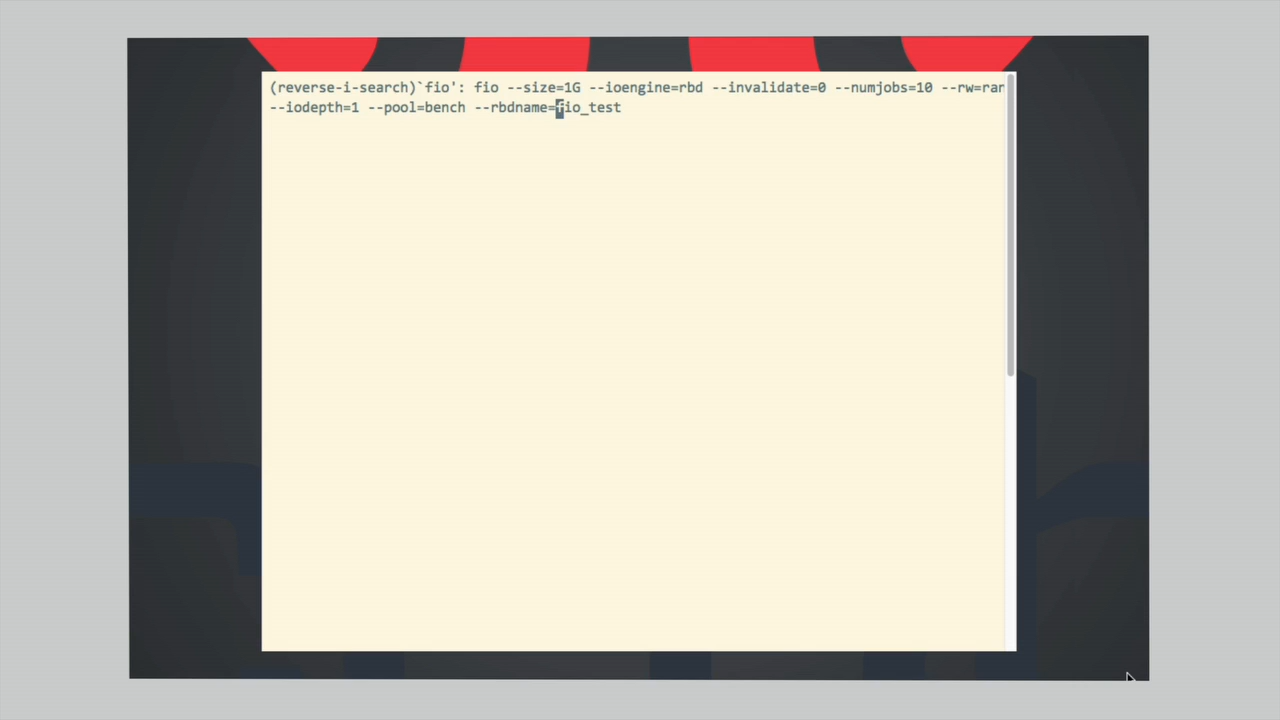 (reverse-i-search)`fio': fio --size=1G --ioengine=rbd --invalidate=0 --numjobs=10 --rw=ran
--iodepth=1 --pool=bench --rbdname=fio_test